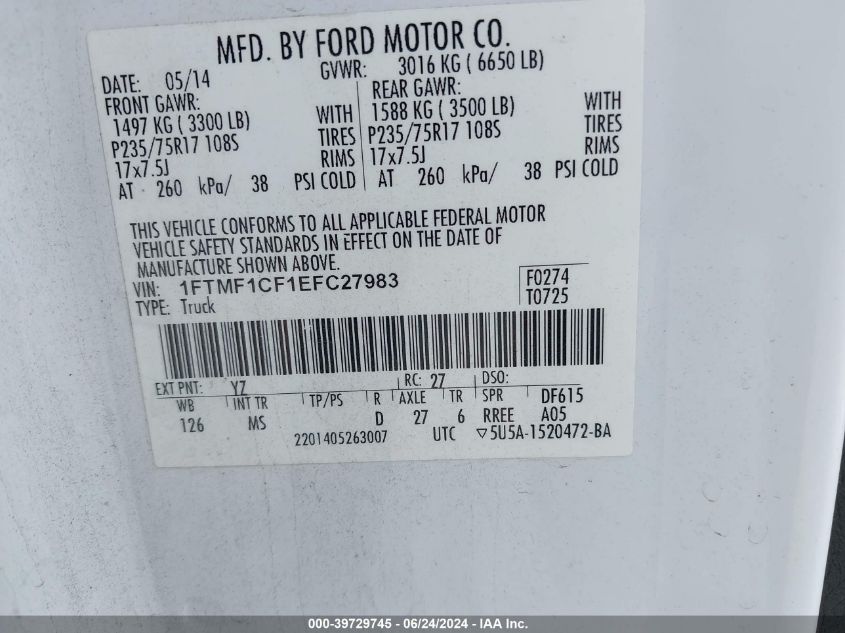 MFD. BY FORD MOTOR CO.
DATE: 05/14 GVWR: 3016 KG ( 6650 LB)
FRONT GAWR: REAR GAWR:
1497 KG ( 3300 LB) WITH 1588 KG ( 3500 LB) WITH
P235/75R17 108S TIRES P235/75R17 108S TIRES
17x7.5J RIMS 17x7.5J RIMS
AT 260 kPa/ 38 PSI COLD AT 260 kPa/ 38 PSI COLD
THIS VEHICLE CONFORMS TO ALL APPLICABLE FEDERAL MOTOR
VEHICLE SAFETY STANDARDS IN EFFECT ON THE DATE OF
MANUFACTURE SHOWN ABOVE.
VIN: 1FTMF1CF1EFC27983 F0274
TYPE: Truck T0725
EXT PNT: YZ RC: 27 DSO:
WB INT TR TP/PS R AXLE TR SPR DF615
126 MS D 27 6 RREE A05
2201405263007 UTC ▽5U5A-1520472-BA
000-39729745 - 06/24/2024 - IAA Inc.